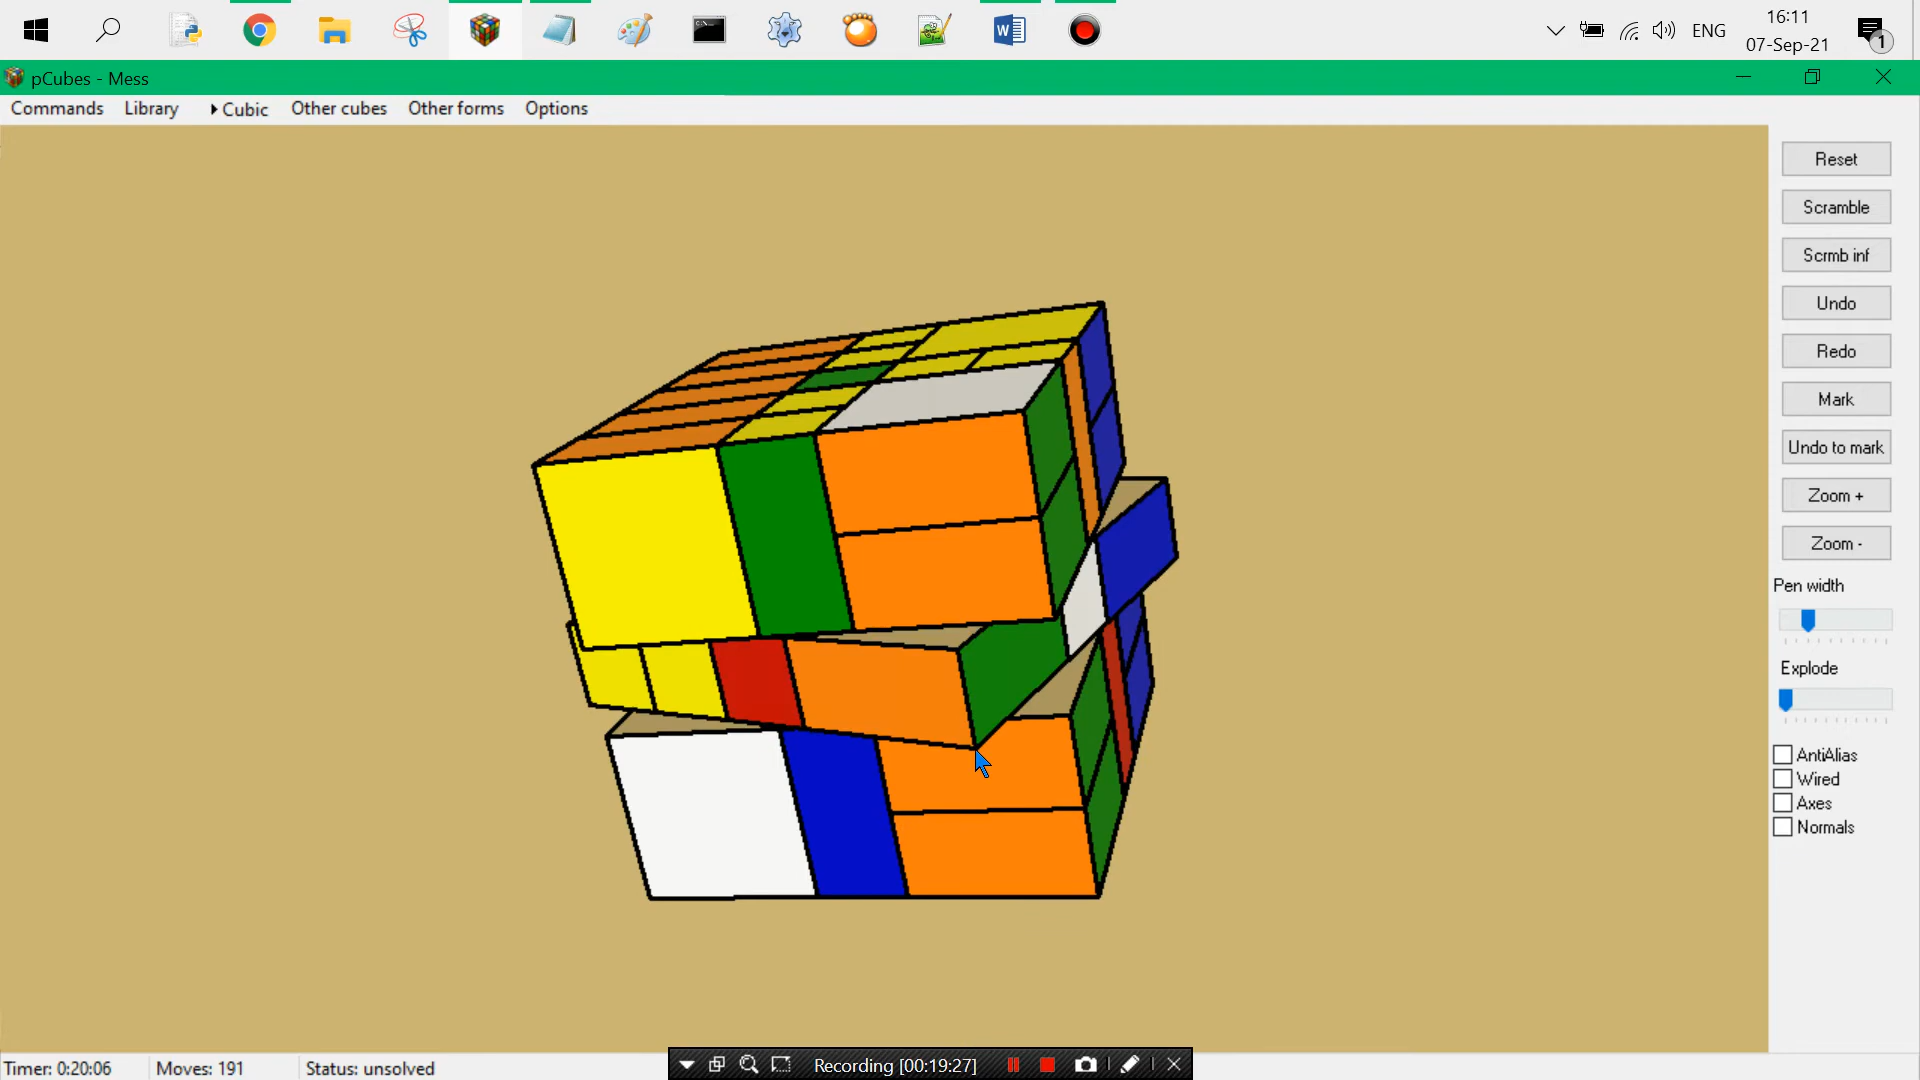 ENG
16:11
07-Sep-21
1
pCubes - Mess
Commands Library Cubic Other cubes Other forms Options
Reset
Scramble
Scrmb inf
Undo
Redo
Mark
Undo to mark
Zoom +
Zoom -
Pen width
Explode
AntiAlias
Wired
Axes
Normals
Timer: 0:20:06 Moves: 191 Status: unsolved
Recording [00:19:27]